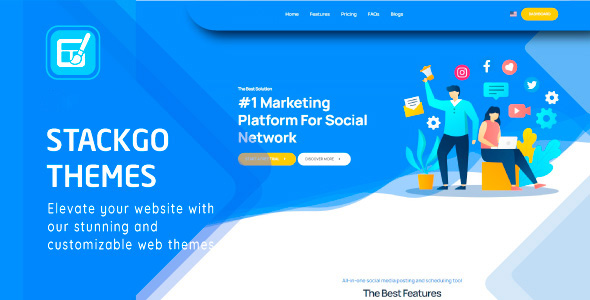 Home Features Pricing FAQs Blogs
The Best Solution
#1 Marketing
Platform For Social
Network
DISCOVER MORE
STACKGO
THEMES
Elevate your website with
our stunning and
customizable web themes
All-in-one social media posting and scheduling tool
The Best Features